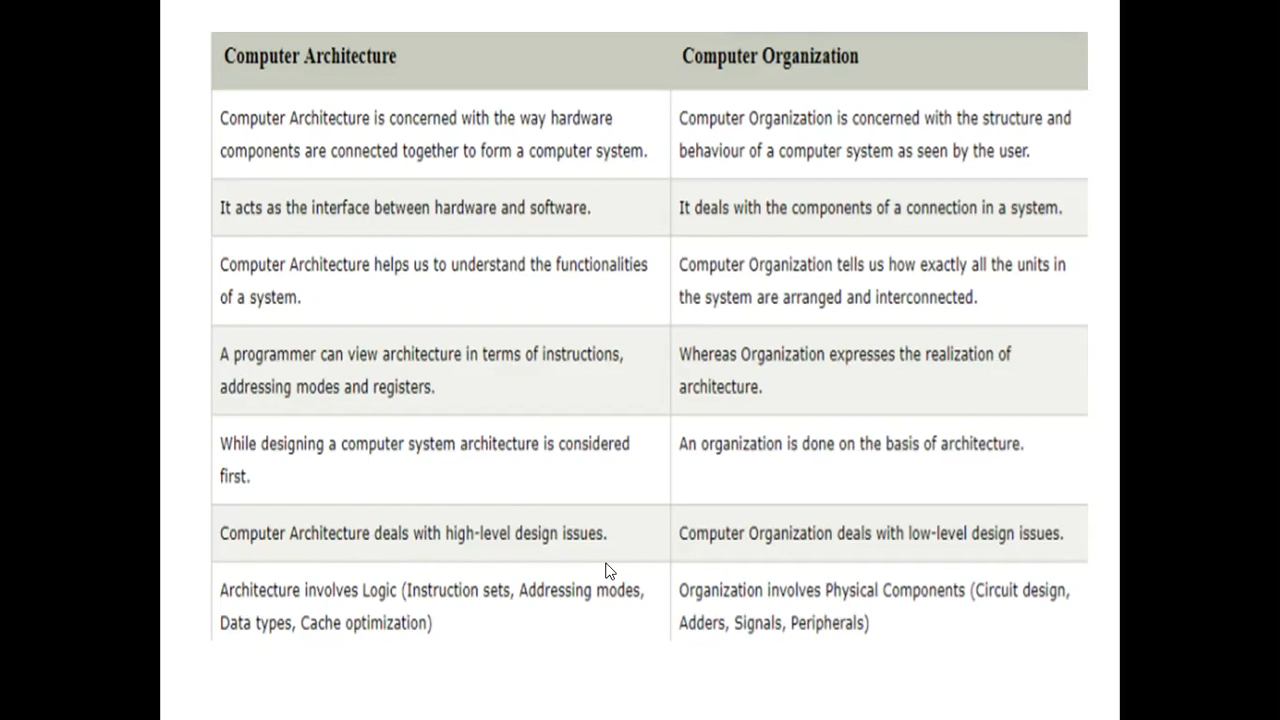 Computer Architecture
Computer Organization
Computer Architecture is concerned with the way hardware
components are connected together to form a computer system.
Computer Organization is concerned with the structure and
behaviour of a computer system as seen by the user.
It acts as the interface between hardware and software.
It deals with the components of a connection in a system.
Computer Architecture helps us to understand the functionalities
of a system.
Computer Organization tells us how exactly all the units in
the system are arranged and interconnected.
A programmer can view architecture in terms of instructions,
addressing modes and registers.
Whereas Organization expresses the realization of
architecture.
While designing a computer system architecture is considered
first.
An organization is done on the basis of architecture.
Computer Architecture deals with high-level design issues.
Computer Organization deals with low-level design issues.
Architecture involves Logic (Instruction sets, Addressing modes,
Data types, Cache optimization)
Organization involves Physical Components (Circuit design,
Adders, Signals, Peripherals)